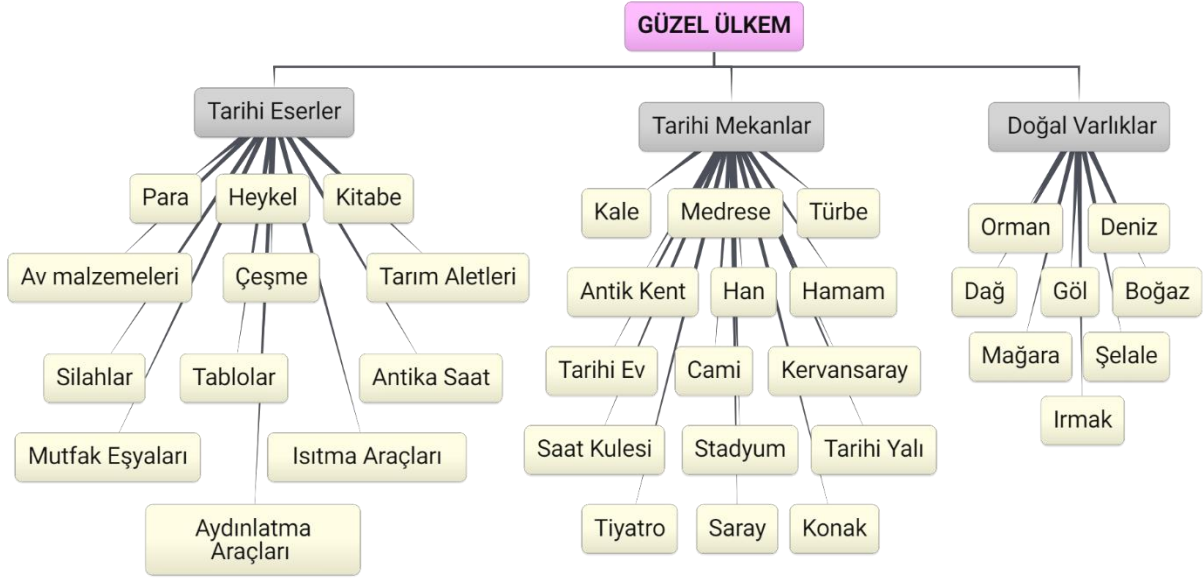 GÜZEL ÜLKEM
Tarihi Eserler
Para
Heykel
Kitabe
Av malzemeleri
Çeşme
Tarım Aletleri
Silahlar
Tablolar
Antika Saat
Mutfak Eşyaları
Isıtma Araçları
Aydınlatma
Araçları
Tarihi Mekanlar
Kale
Medrese
Türbe
Antik Kent
Han
Hamam
Tarihi Ev
Cami
Kervansaray
Saat Kulesi
Stadyum
Tarihi Yalı
Tiyatro
Saray
Konak
Doğal Varlıklar
Orman
Deniz
Dağ
Göl
Boğaz
Mağara
Şelale
Irmak